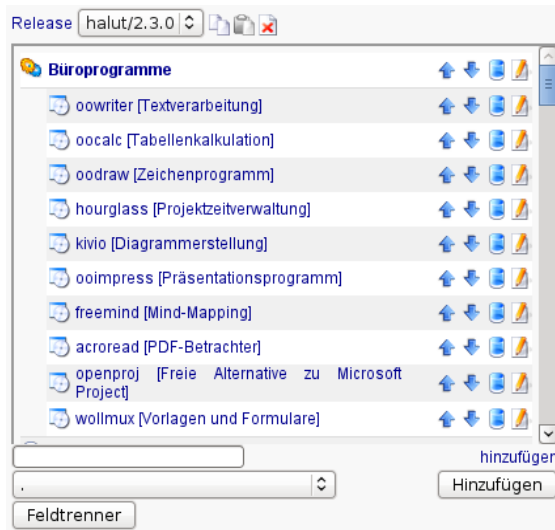 Release halut/2.3.0
Büroprogramme
oowriter [Textverarbeitung]
oocalc [Tabellenkalkulation]
oodraw [Zeichenprogramm]
hourglass [Projektzeitverwaltung]
kivio [Diagrammerstellung]
ooimpress [Präsentationsprogramm]
freemind [Mind-Mapping]
acroread [PDF-Betrachter]
openproj [Freie Alternative zu Microsoft
Project]
wollmux [Vorlagen und Formulare]
hinzufügen
. Hinzufügen
Feldtrenner